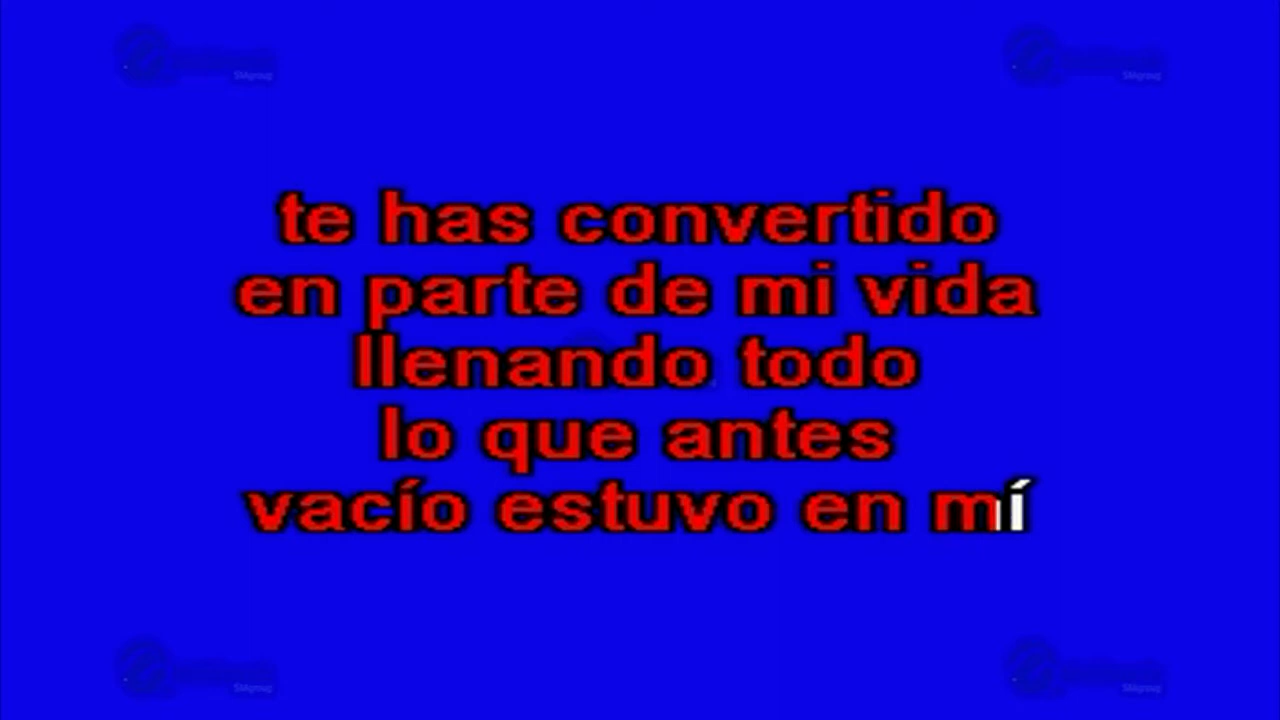 te has convertido
en parte de mi vida
llenando todo
lo que antes
vacío estuvo en mí